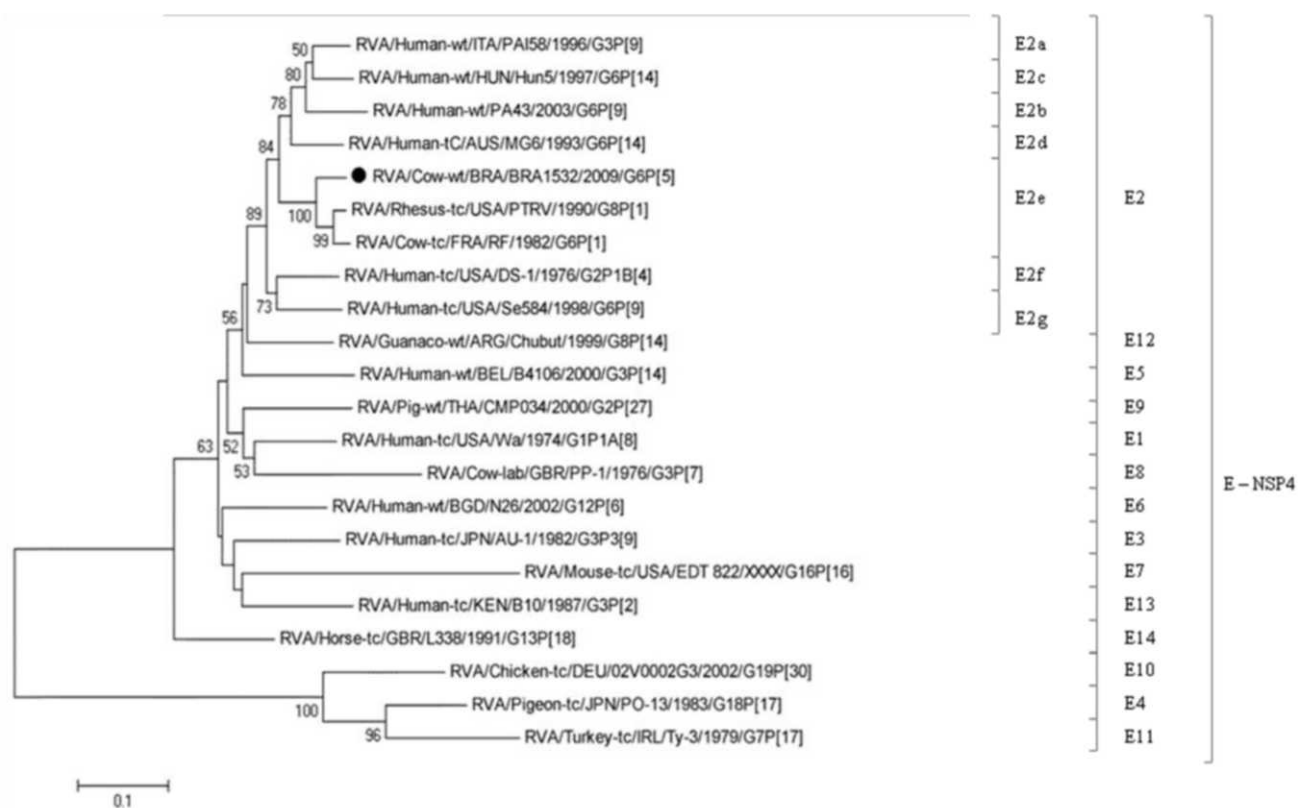 50
RVA/Human-wt/ITA/PAI58/1996/G3P[9]
E2a
80
RVA/Human-wt/HUN/Hun5/1997/G6P[14]
E2c
78
RVA/Human-wt/PA43/2003/G6P[9]
E2b
84
RVA/Human-tC/AUS/MG6/1993/G6P[14]
E2d
RVA/Cow-wt/BRA/BRA1532/2009/G6P[5]
E2e
E2
89
100
RVA/Rhesus-tc/USA/PTRV/1990/G8P[1]
99
RVA/Cow-tc/FRA/RF/1982/G6P[1]
RVA/Human-tc/USA/DS-1/1976/G2P1B[4]
E2f
73
RVA/Human-tc/USA/Se584/1998/G6P[9]
E2g
56
RVA/Guanaco-wt/ARG/Chubut/1999/G8P[14]
E12
RVA/Human-wt/BEL/B4106/2000/G3P[14]
E5
RVA/Pig-wt/THA/CMP034/2000/G2P[27]
E9
63
52
RVA/Human-tc/USA/Wa/1974/G1P1A[8]
E1
53
RVA/Cow-lab/GBR/PP-1/1976/G3P[7]
E8
E – NSP4
RVA/Human-wt/BGD/N26/2002/G12P[6]
E6
RVA/Human-tc/JPN/AU-1/1982/G3P3[9]
E3
RVA/Mouse-tc/USA/EDT 822/XXXX/G16P[16]
E7
RVA/Human-tc/KEN/B10/1987/G3P[2]
E13
RVA/Horse-tc/GBR/L338/1991/G13P[18]
E14
RVA/Chicken-tc/DEU/02V0002G3/2002/G19P[30]
E10
100
RVA/Pigeon-tc/JPN/PO-13/1983/G18P[17]
E4
96
RVA/Turkey-tc/IRL/Ty-3/1979/G7P[17]
E11
0.1